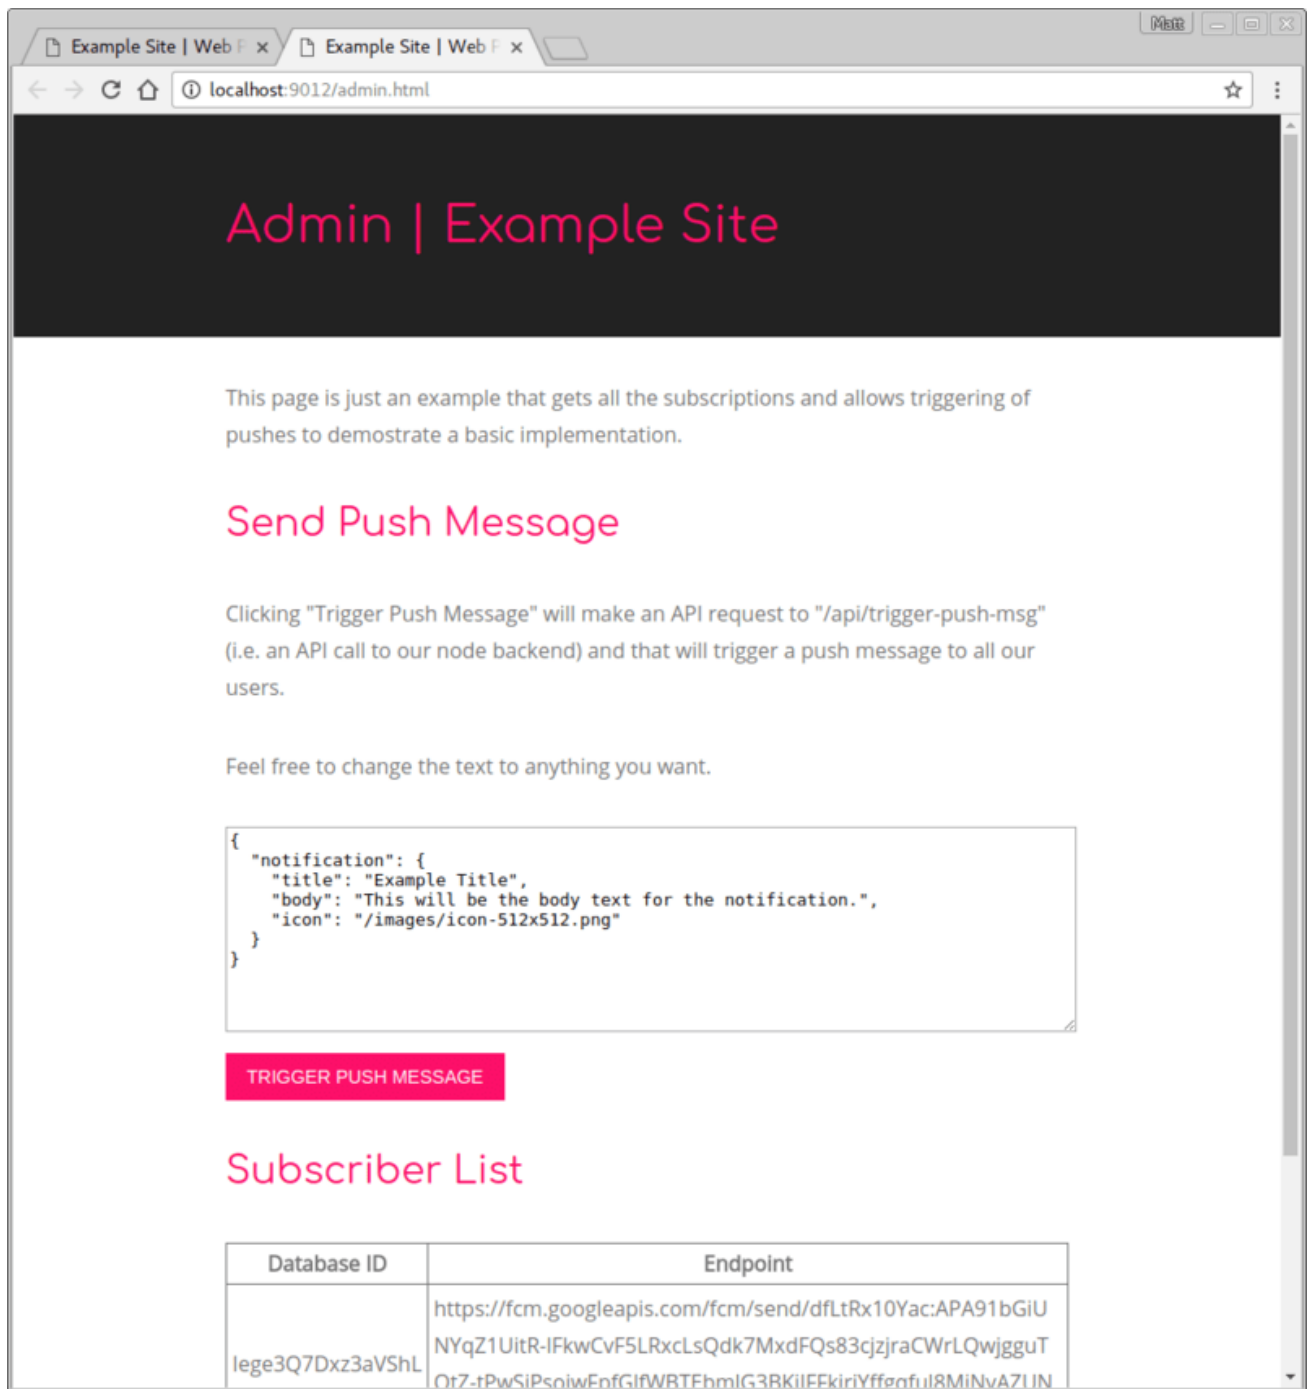 Matt
Example Site | Web P
Example Site | Web P
localhost:9012/admin.html
Admin | Example Site
This page is just an example that gets all the subscriptions and allows triggering of
pushes to demostrate a basic implementation.
Send Push Message
Clicking "Trigger Push Message" will make an API request to "/api/trigger-push-msg"
(i.e. an API call to our node backend) and that will trigger a push message to all our
users.
Feel free to change the text to anything you want.
{
"notification": {
"title": "Example Title",
"body": "This will be the body text for the notification.",
"icon": "/images/icon-512x512.png"
}
}
TRIGGER PUSH MESSAGE
Subscriber List
Database ID Endpoint
https://fcm.googleapis.com/fcm/send/dfLtRx10Yac:APA91bGiU
NYqZ1UitR-lFkwCvF5LRxcLsQdk7MxdFQs83cjzjraCWrLQwjgguT